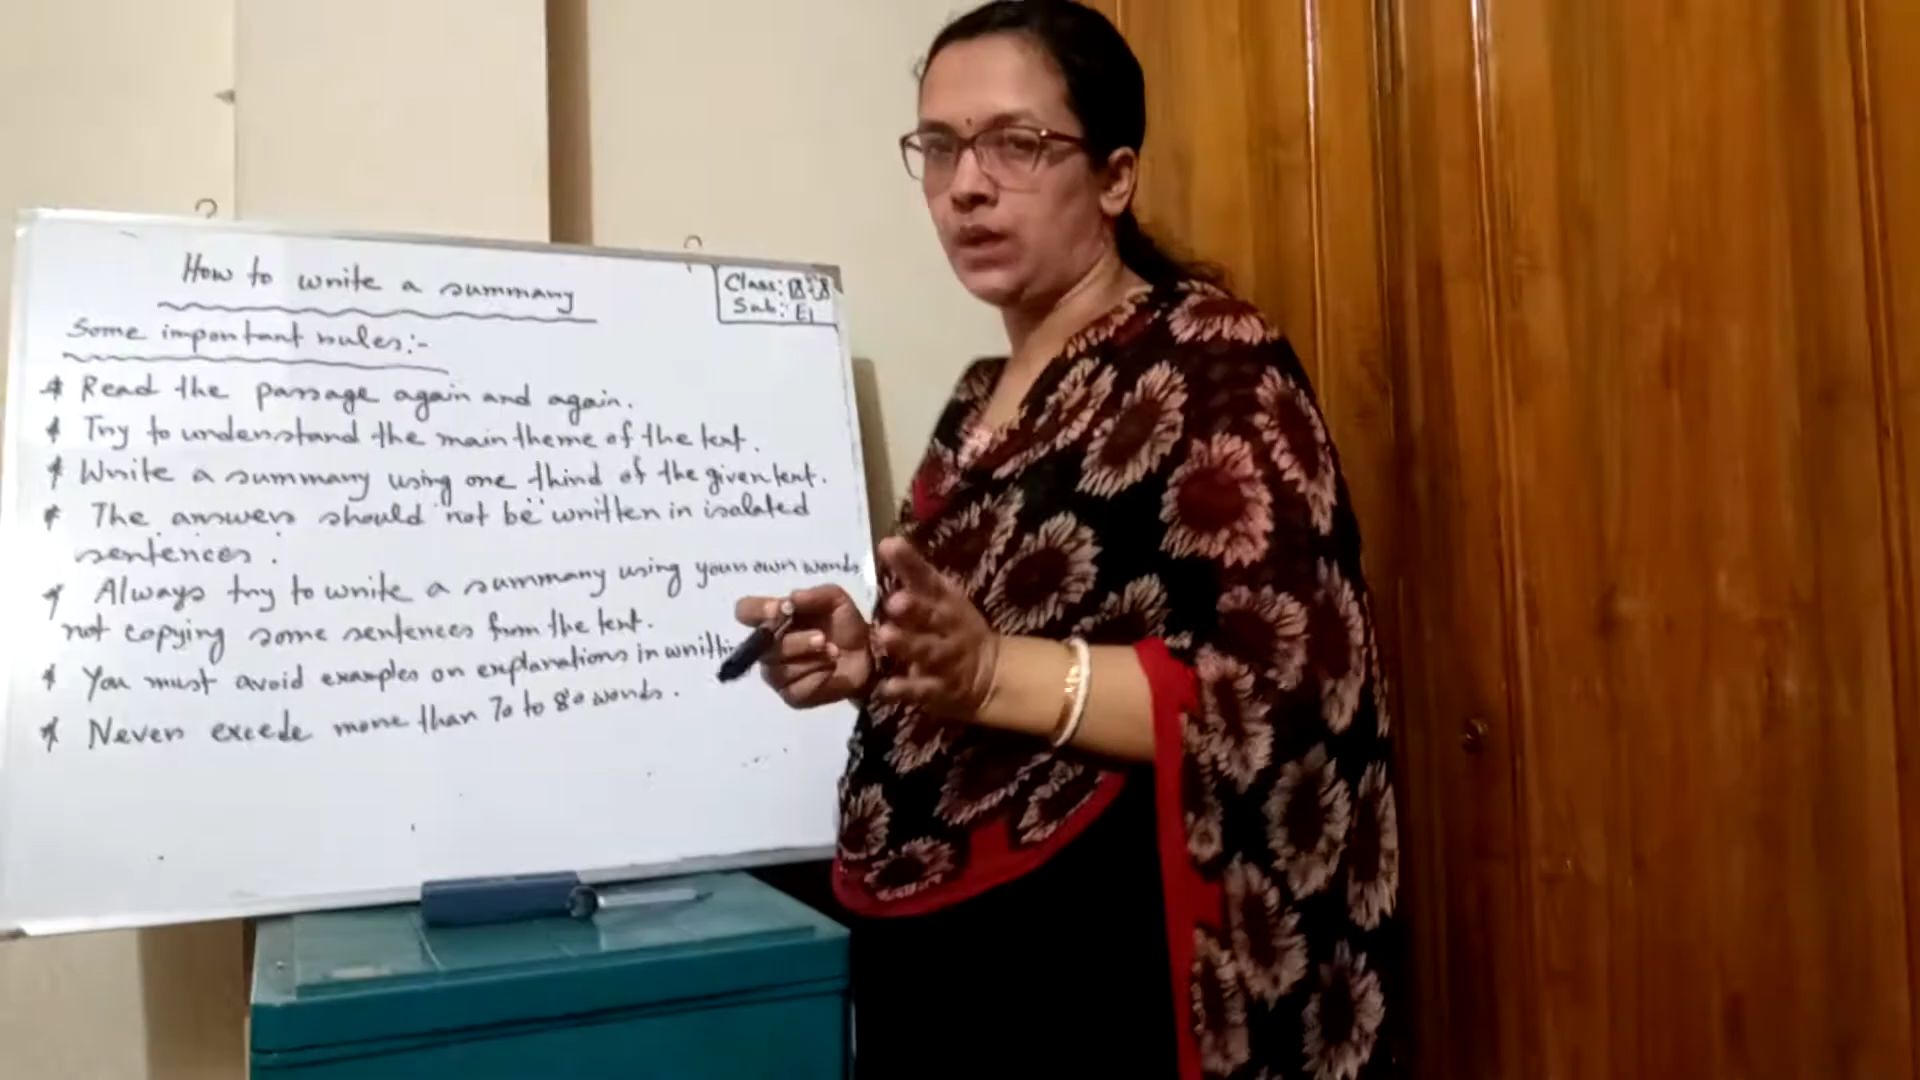 How to write a summary
Class:
Sub: E1
Some important rules:-
* Read the passage again and again.
* Try to understand the main theme of the text.
* Write a summary using one third of the given text.
* The answers should not be written in isolated
sentences.
* Always try to write a summary using your own words
not copying some sentences from the text.
* You must avoid examples or explanations in writtin
* Never excede more than 70 to 80 words.